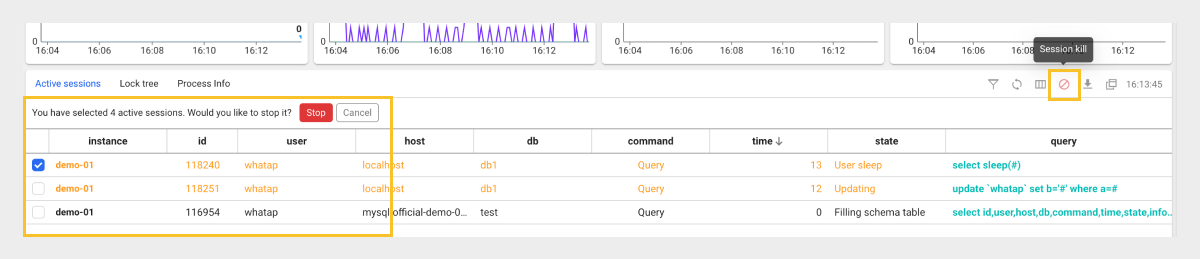 0
0 0 0 0
16:04 16:06 16:08 16:10 16:12 16:04 16:06 16:08 16:10 16:12 16:04 16:06 16:08 16:10 16:12 16:04 16:06 16:08 16:10 16:12
Session kill
Active sessions Lock tree Process Info 16:13:45
You have selected 4 active sessions. Would you like to stop it? Stop Cancel
instance id user host db command time ↓ state query
demo-01 118240 whatap localhost db1 Query 13 User sleep select sleep(#)
demo-01 118251 whatap localhost db1 Query 12 Updating update `whatap` set b='#' where a=#
demo-01 116954 whatap mysql-official-demo-0... test Query 0 Filling schema table select id,user,host,db,command,time,state,info...